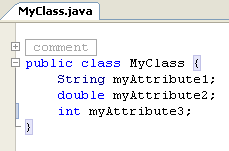 MyClass.java
comment
public class MyClass {
String myAttribute1;
double myAttribute2;
int myAttribute3;
}